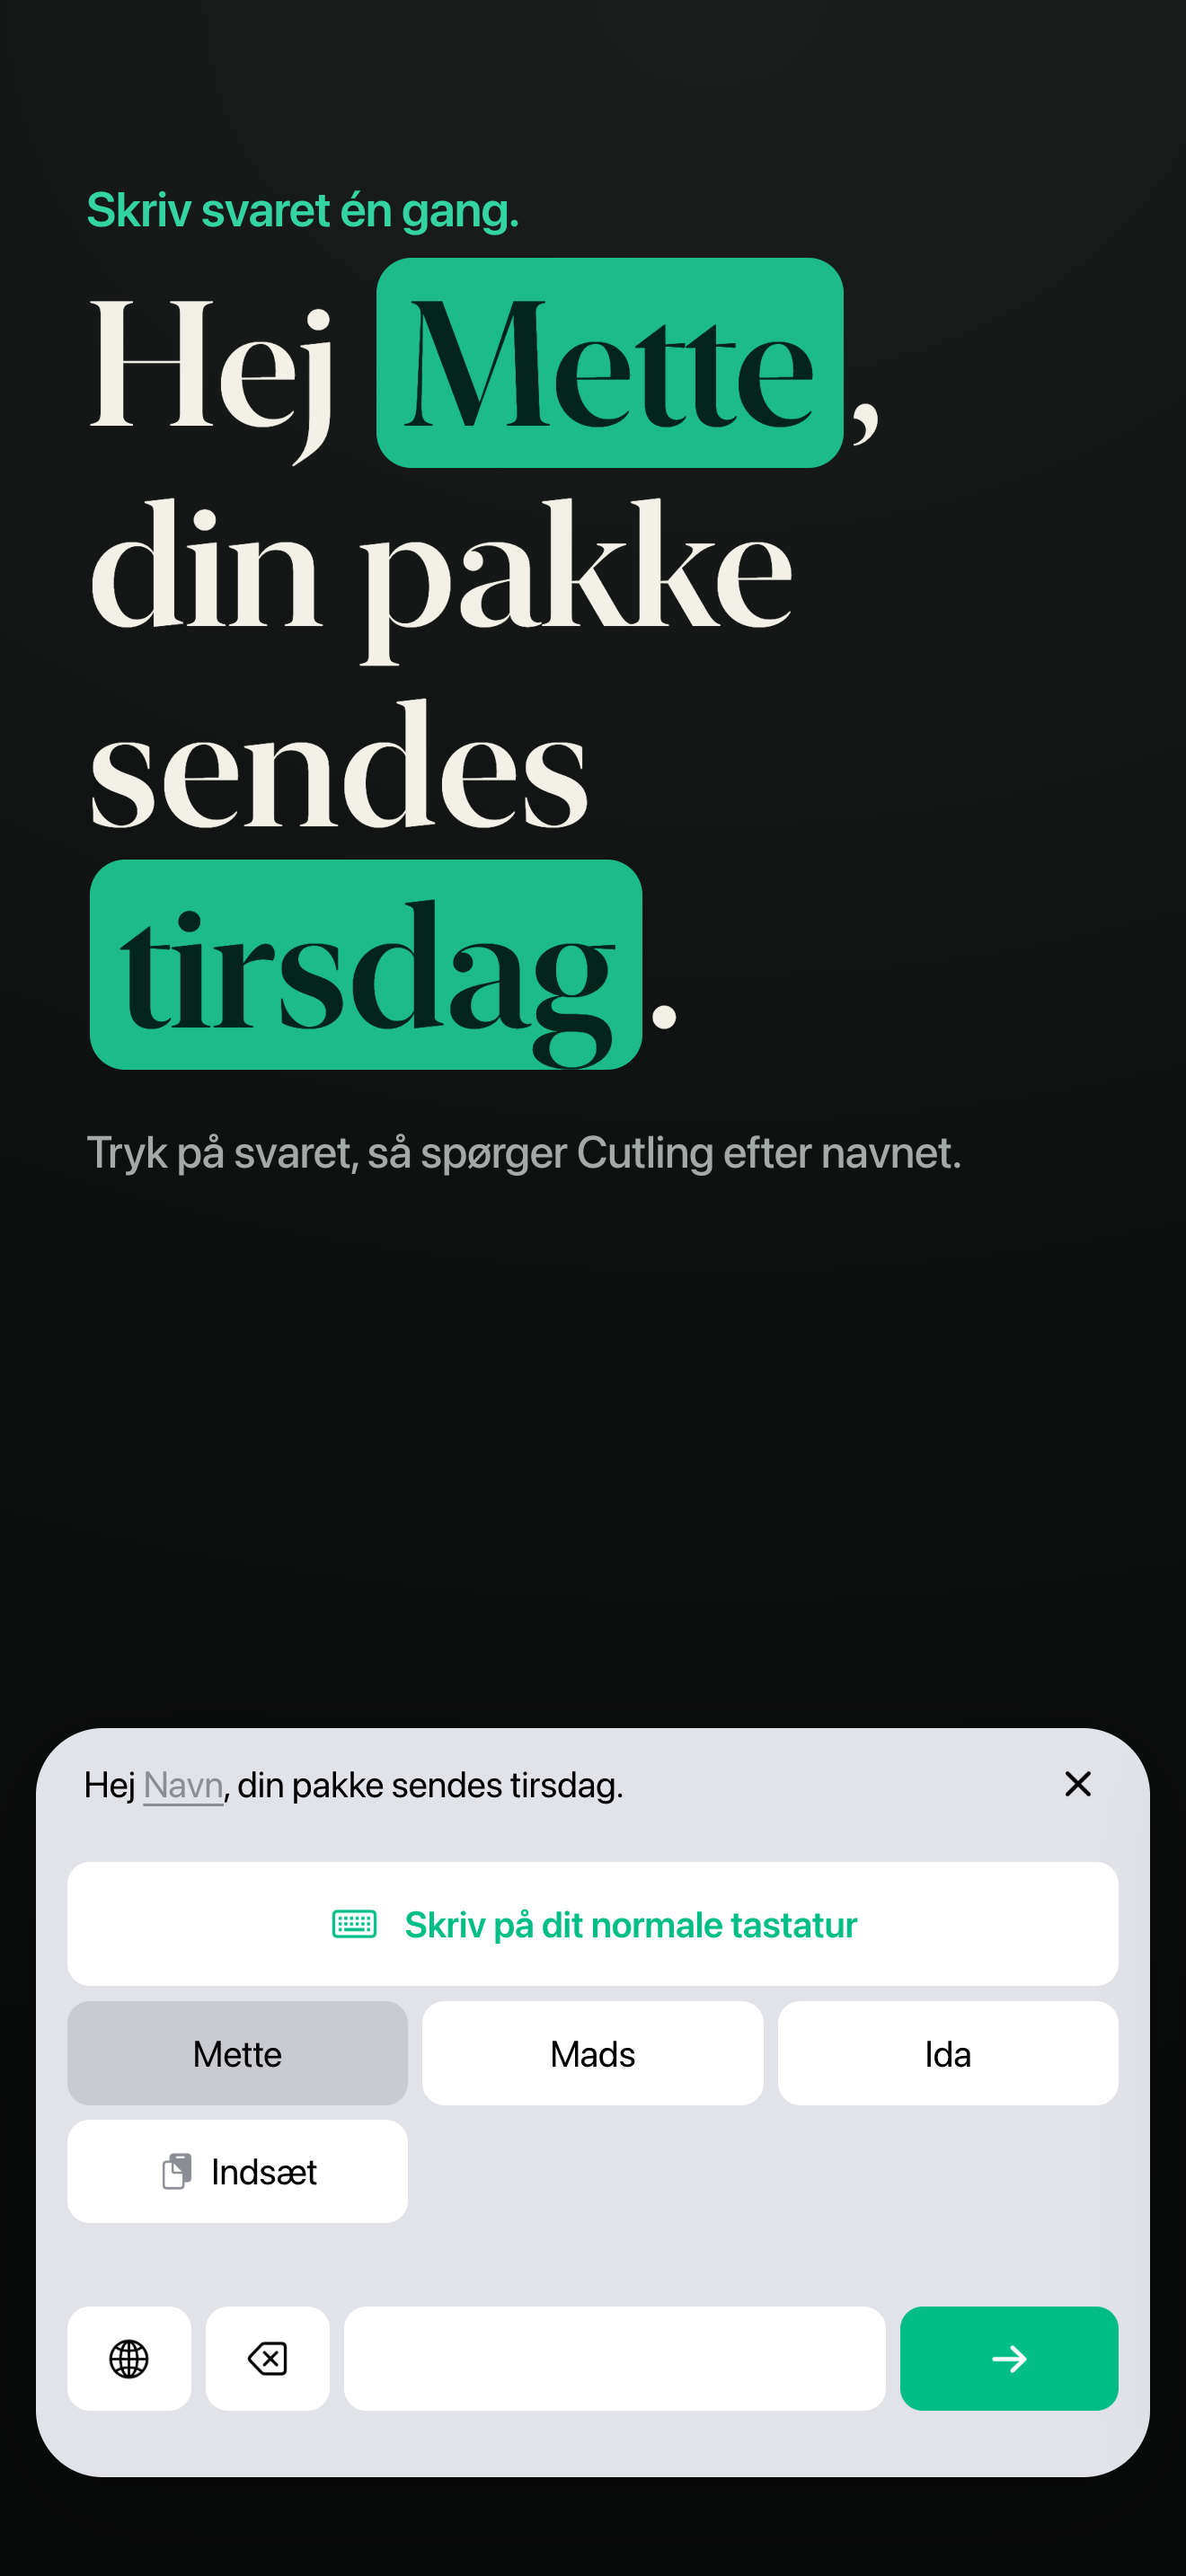 Skriv svaret én gang.
Hej Mette,
din pakke
sendes
tirsdag.
Tryk på svaret, så spørger Cutling efter navnet.
Hej Navn, din pakke sendes tirsdag.
Skriv på dit normale tastatur
Mette
Mads
Ida
Indsæt